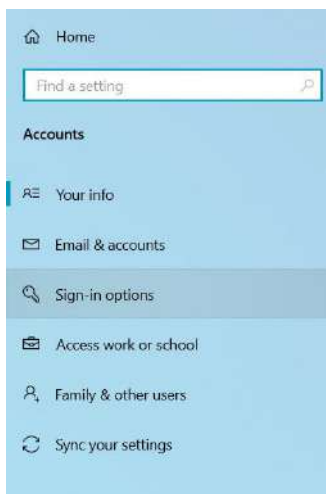 Home
Find a setting
Accounts
Your info
Email & accounts
Sign-in options
Access work or school
Family & other users
Sync your settings